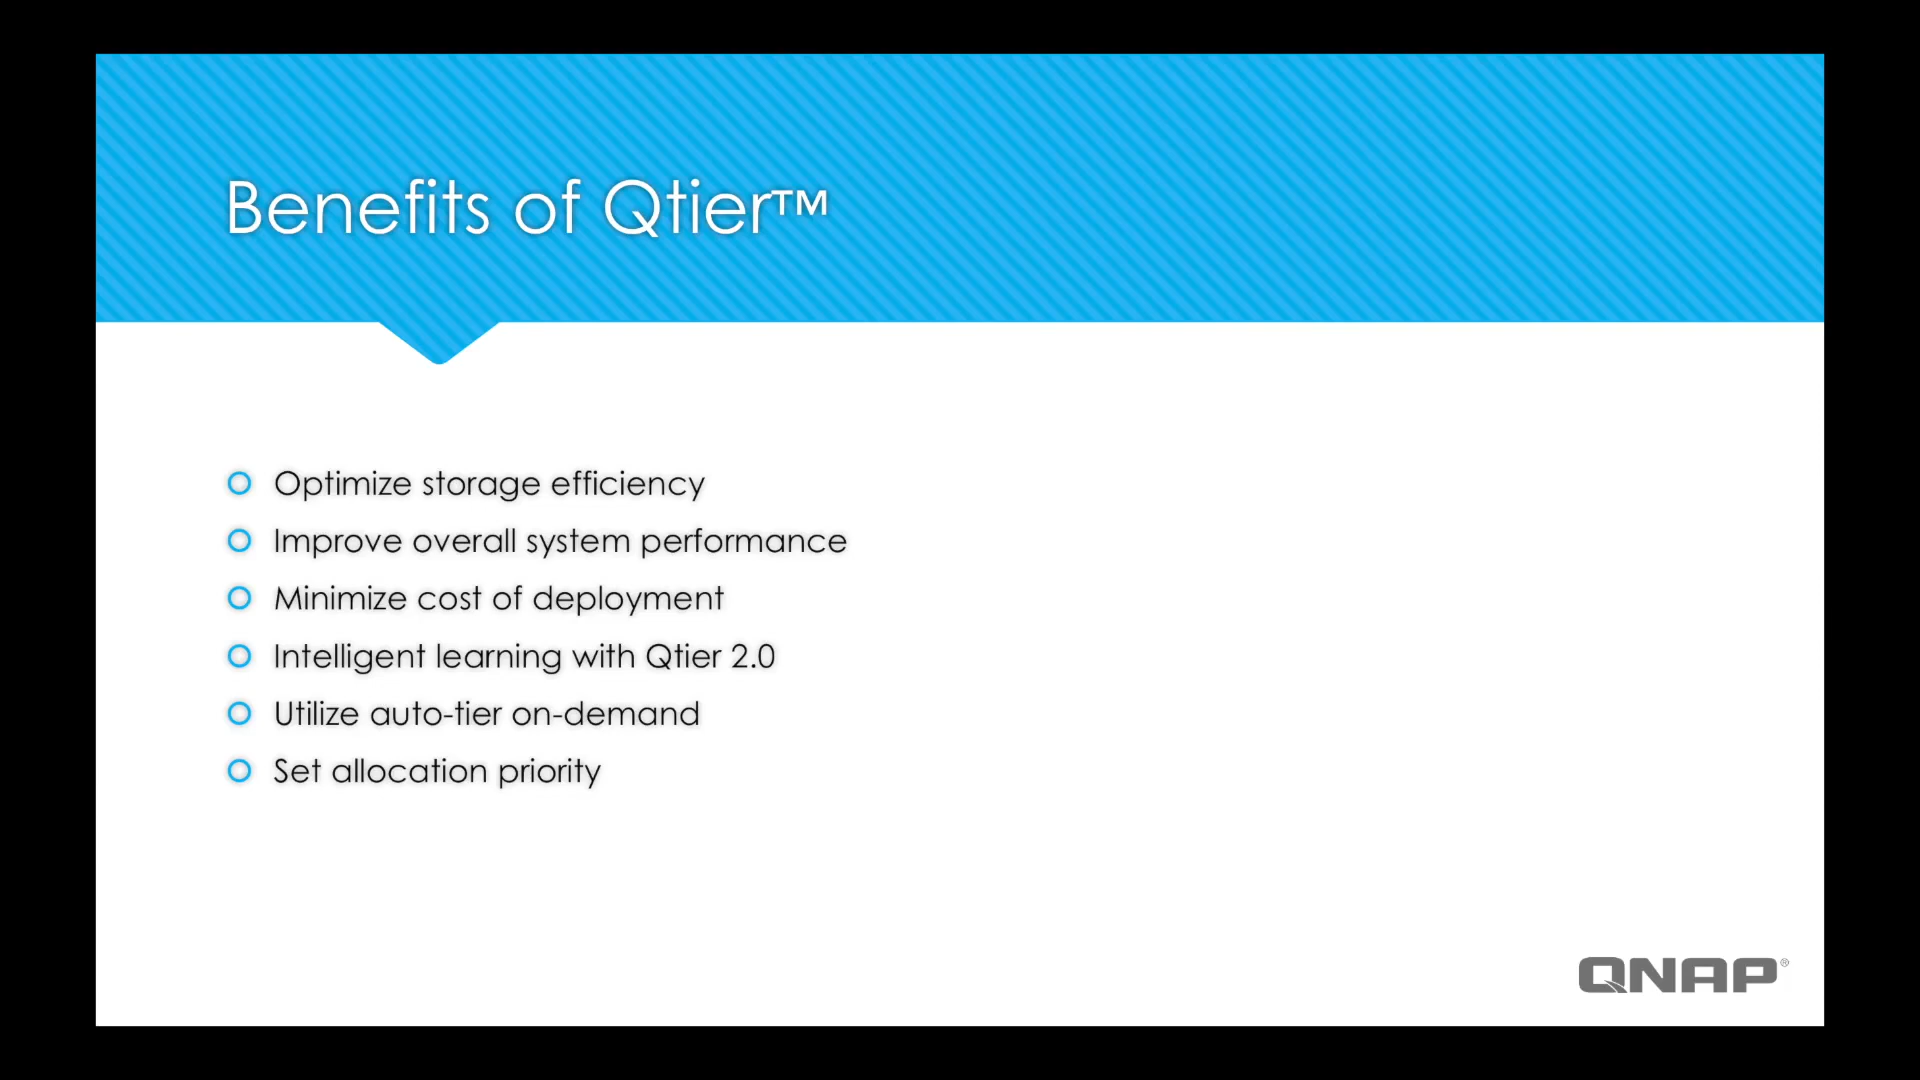 Benefits of Qtier™
Optimize storage efficiency
Improve overall system performance
Minimize cost of deployment
Intelligent learning with Qtier 2.0
Utilize auto-tier on-demand
Set allocation priority
QNAP®